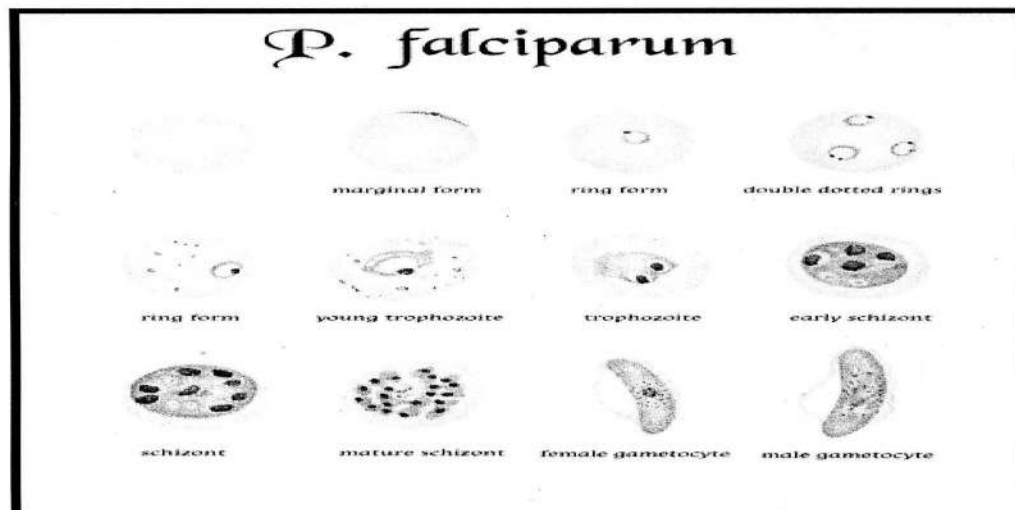 P. falciparum
marginal form ring form double dotted rings
ring form young trophozoite trophozoite early schizont
schizont mature schizont female gametocyte male gametocyte